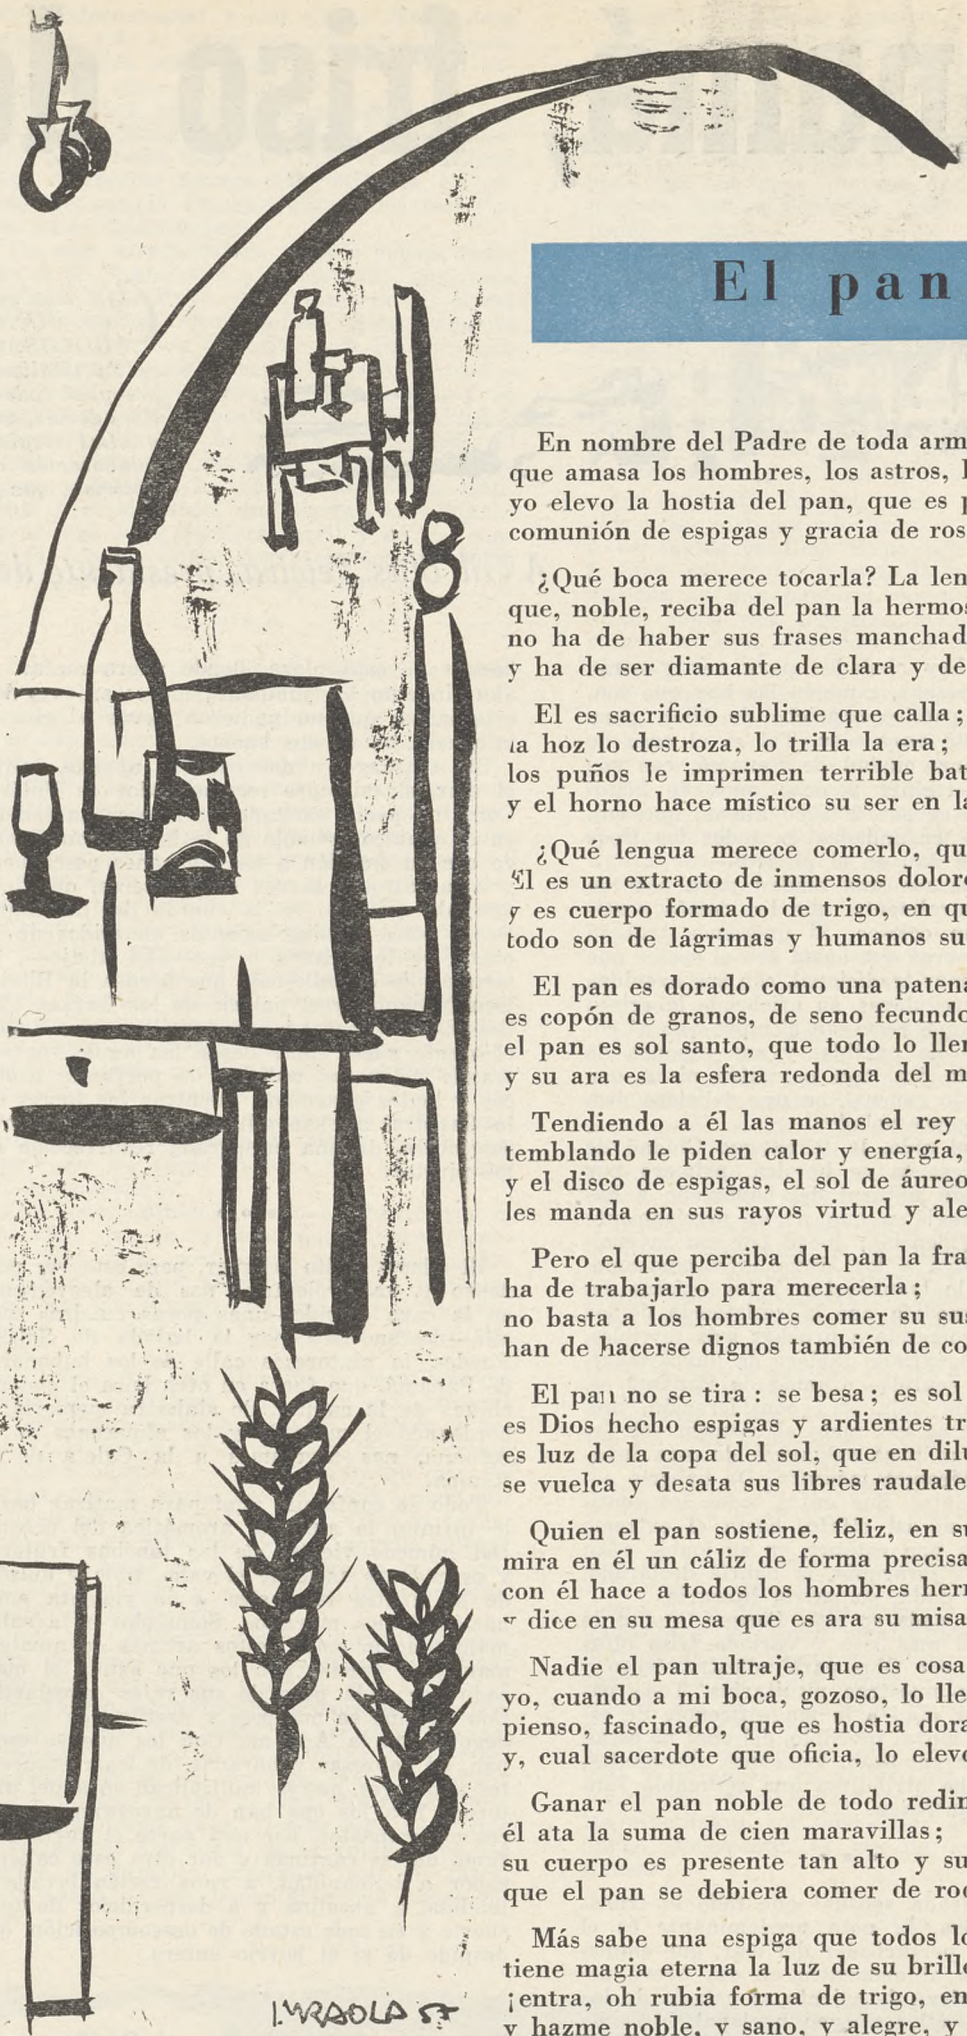 El pan
En nombre del Padre de toda arm
que amasa los hombres, los astros, l
yo elevo la hostia del pan, que es p
comunión de espigas y gracia de ros
¿Qué boca merece tocarla? La len
que, noble, reciba del pan la hermos
no ha de haber sus frases manchad
y ha de ser diamante de clara y de
El es sacrificio sublime que calla;
la hoz lo destroza, lo trilla la era;
los puños le imprimen terrible bat
y el horno hace místico su ser en la
¿Qué lengua merece comerlo, qu
El es un extracto de inmensos dolore
y es cuerpo formado de trigo, en qu
todo son de lágrimas y humanos su
El pan es dorado como una patena
es copón de granos, de seno fecundo
el pan es sol santo, que todo lo lle
y su ara es la esfera redonda del m
Tendiendo a él las manos el rey
temblando le piden calor y energía,
y el disco de espigas, el sol de áureo
les manda en sus rayos virtud y ale
Pero el que perciba del pan la fra
ha de trabajarlo para merecerla;
no basta a los hombres comer su sus
han de hacerse dignos también de co
El pan no se tira: se besa; es sol
es Dios hecho espigas y ardientes tr
es luz de la copa del sol, que en dilu
se vuelca y desata sus libres raudale
Quien el pan sostiene, feliz, en su
mira en él un cáliz de forma precisa
con él hace a todos los hombres her
y dice en su mesa que es ara su misa
Nadie el pan ultraje, que es cosa
yo, cuando a mi boca, gozoso, lo lle
pienso, fascinado, que es hostia dora
y, cual sacerdote que oficia, lo elevo
Ganar el pan noble de todo redim
él ata la suma de cien maravillas;
su cuerpo es presente tan alto y su
que el pan se debiera comer de rod
Más sabe una espiga que todos lo
tiene magia eterna la luz de su brill
¡entra, oh rubia forma de trigo, en
y hazme noble, y sano, y alegre, y
57